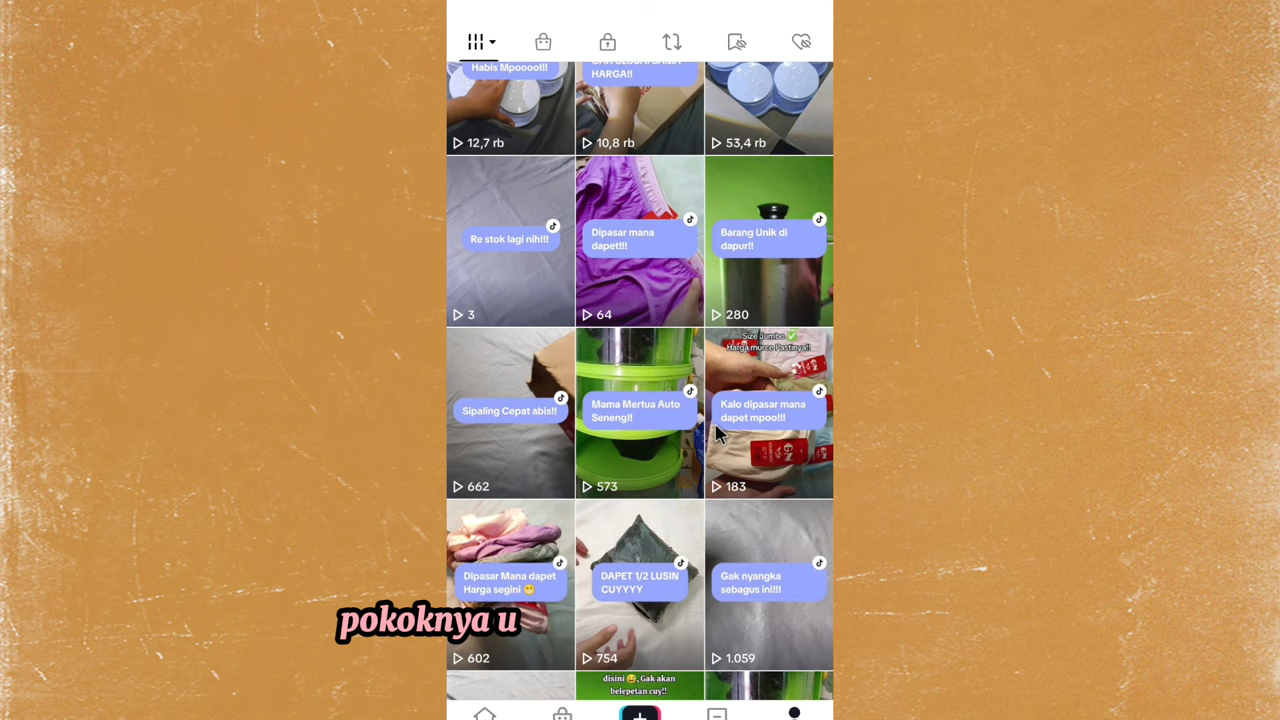 Habis Mpoooo!!!
HARGA!!
12,7 rb
10,8 rb
53,4 rb
Re stok lagi nih!!!
Dipasar mana
dapet!!!
Barang Unik di
dapur!!
3
64
280
Size Jumbo ✅
Harga murce Pastinya!!
Sipaling Cepat abis!!
Mama Mertua Auto
Seneng!!
Kalo dipasar mana
dapet mpoo!!!
662
573
183
Dipasar Mana dapet
Harga segini 😁
DAPET 1/2 LUSIN
CUYYYY
Gak nyangka
sebagus ini!!!
pokoknya u
602
754
1.059
disini 😅, Gak akan
belepetan cuy!!